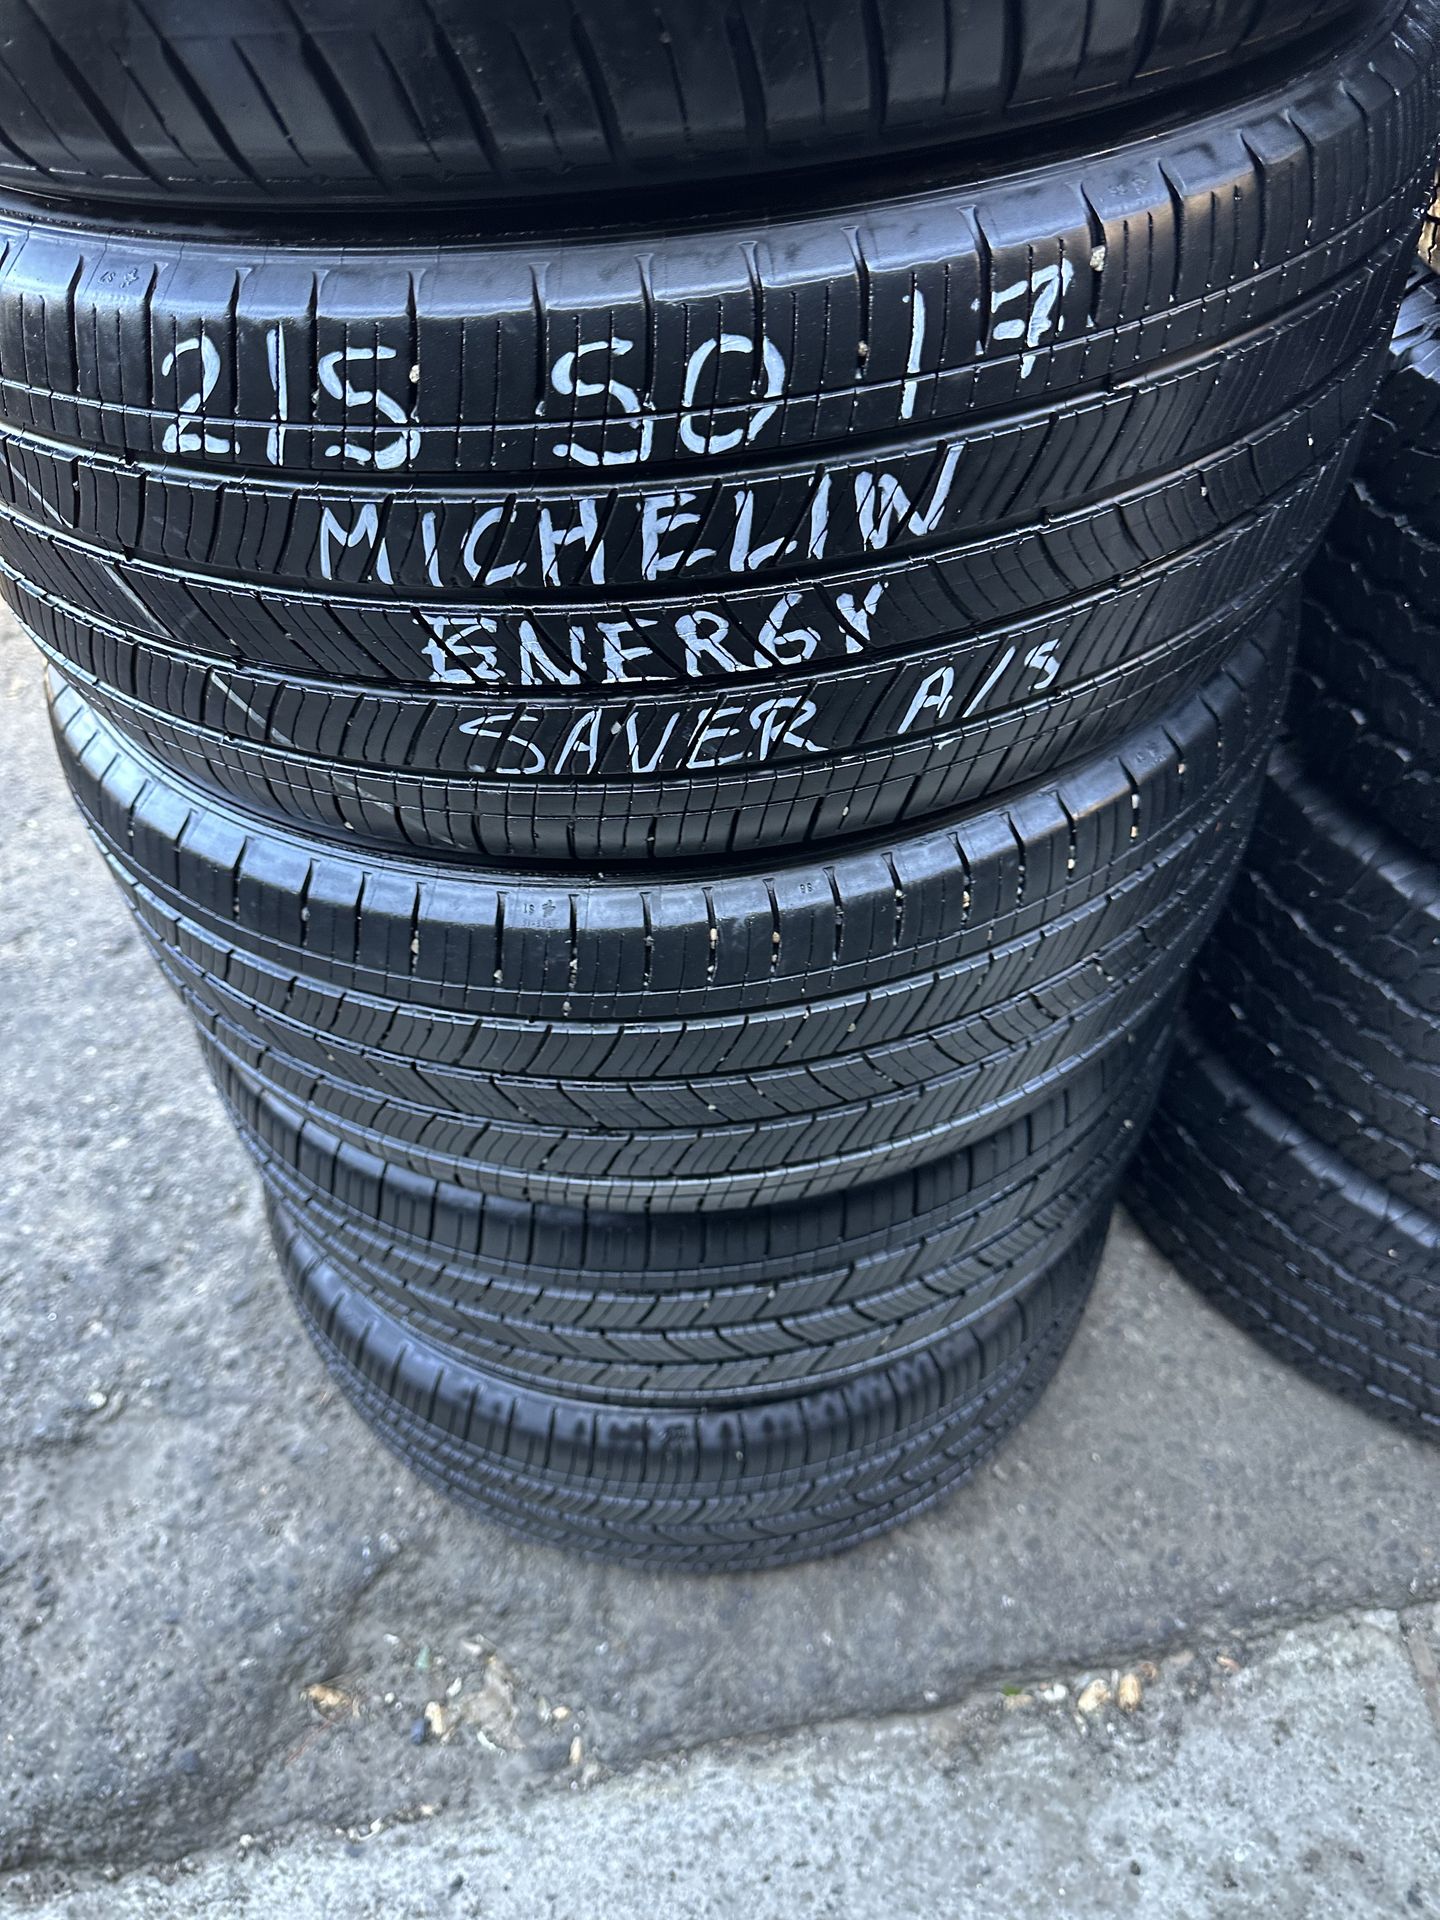 215 50 17
MICHELIN
ENERGY
SAVER A/S